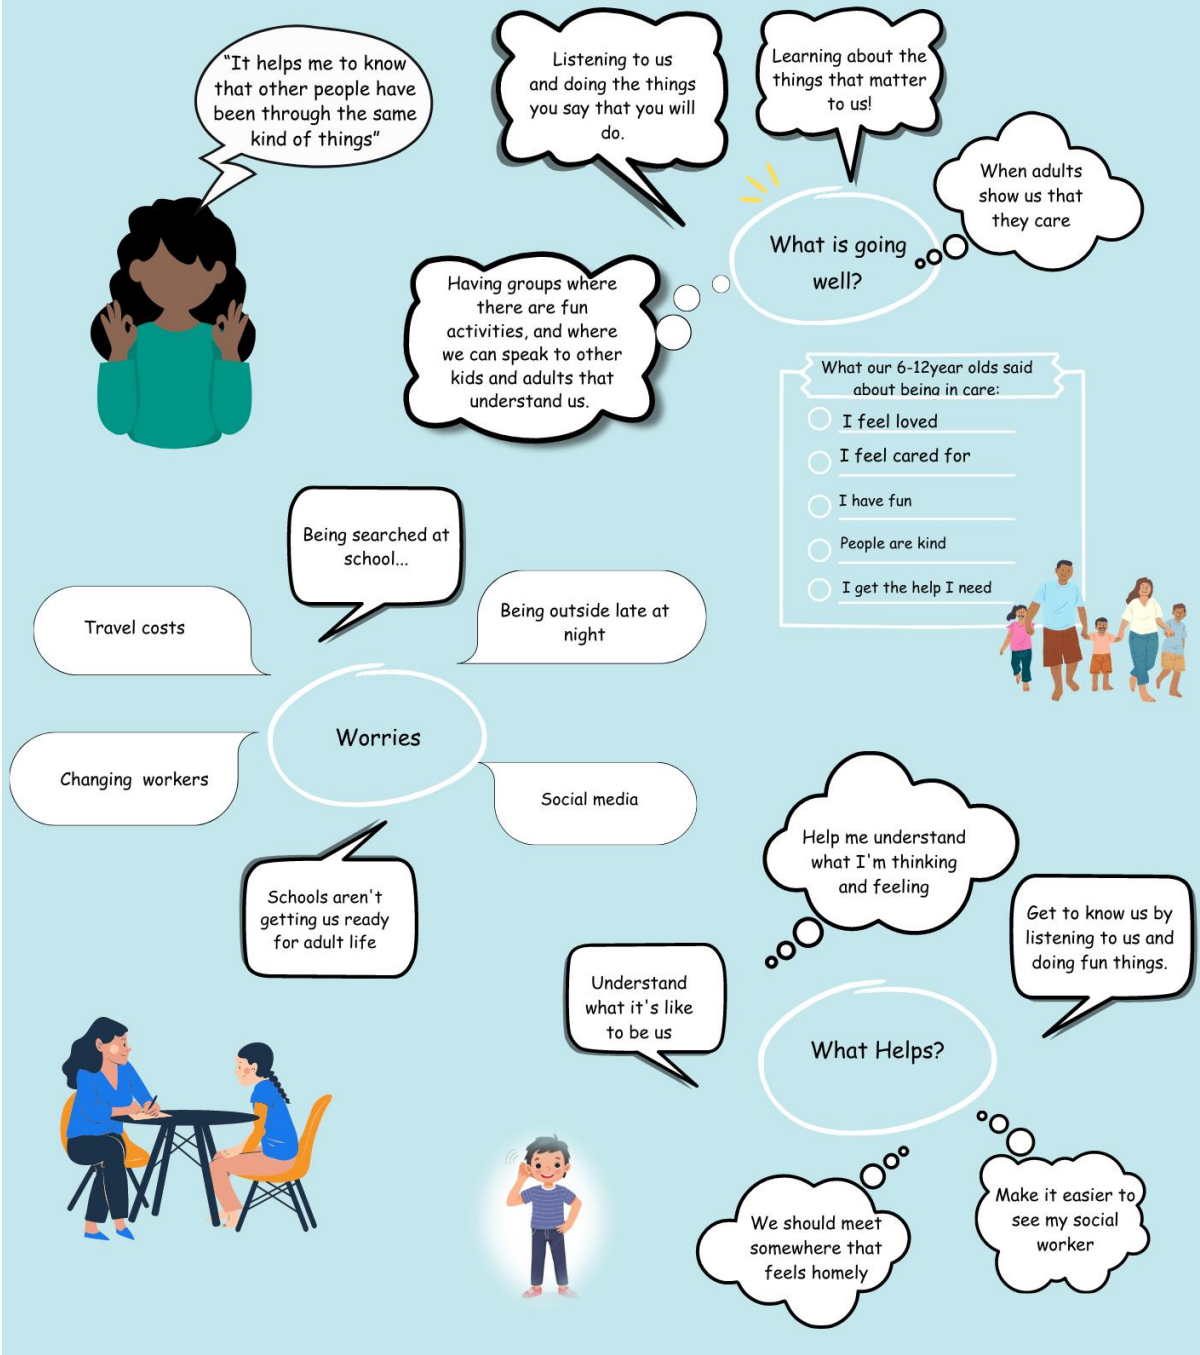 "It helps me to know
that other people have
been through the same
kind of things"
Listening to us
and doing the things
you say that you will
do.
Learning about the
things that matter
to us!
When adults
show us that
they care
What is going
well?
Having groups where
there are fun
activities, and where
we can speak to other
kids and adults that
understand us.
What our 6-12year olds said
about being in care:
I feel loved
I feel cared for
I have fun
People are kind
I get the help I need
Being searched at
school...
Travel costs
Being outside late at
night
Worries
Changing workers
Social media
Schools aren't
getting us ready
for adult life
Help me understand
what I'm thinking
and feeling
Get to know us by
listening to us and
doing fun things.
Understand
what it's like
to be us
What Helps?
We should meet
somewhere that
feels homely
Make it easier to
see my social
worker